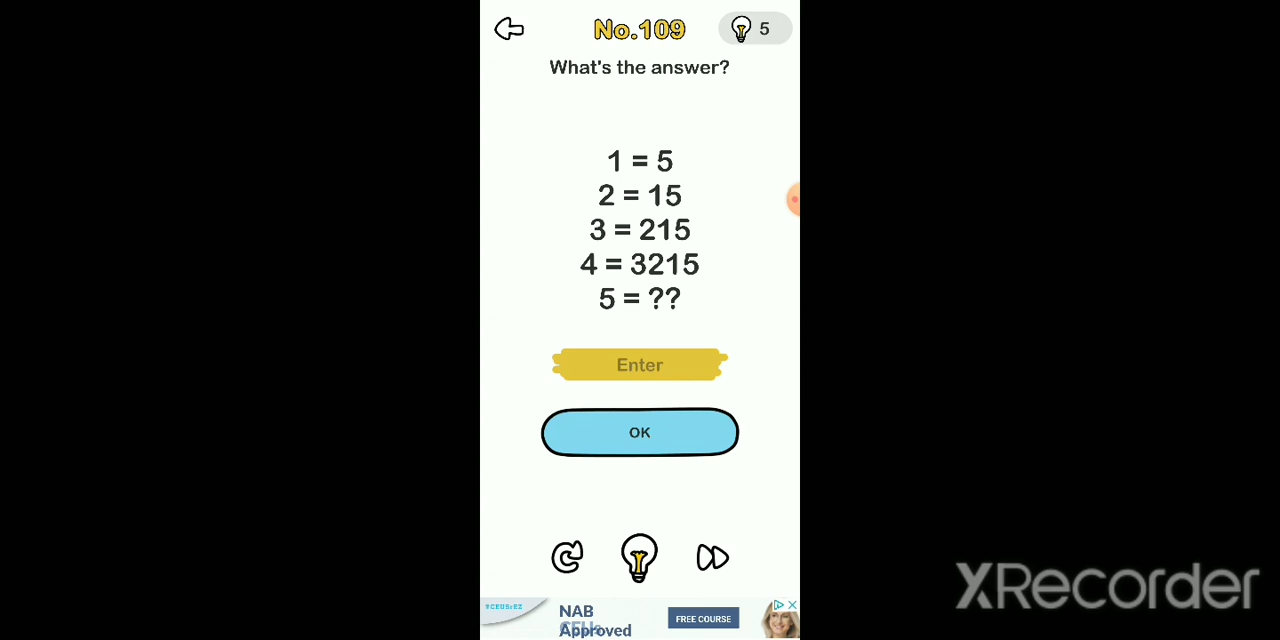 No.109
5
What's the answer?
1 = 5
2 = 15
3 = 215
4 = 3215
5 = ??
Enter
OK
NAB
Approved
FREE COURSE
XRecorder